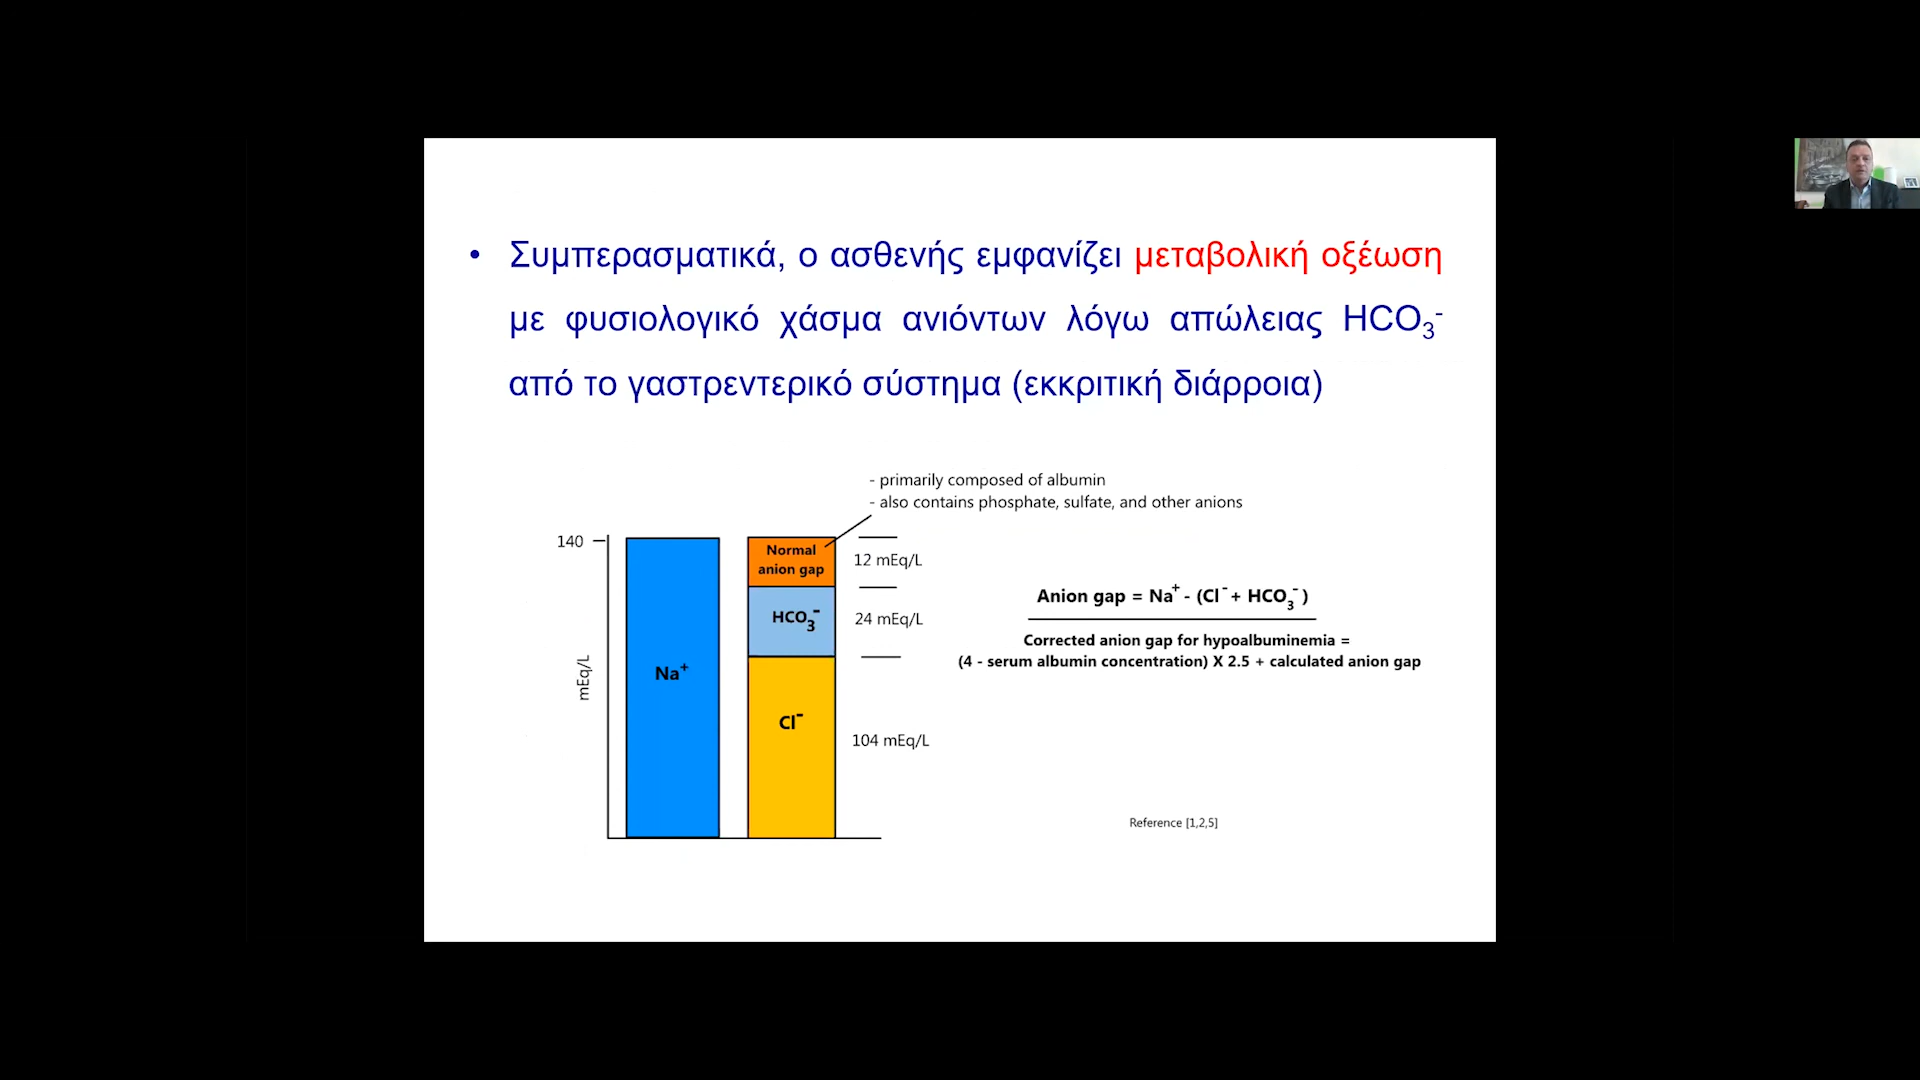 • Συμπερασματικά, ο ασθενής εμφανίζει μεταβολική οξέωση
με φυσιολογικό χάσμα ανιόντων λόγω απώλειας HCO₃⁻
από το γαστρεντερικό σύστημα (εκκριτική διάρροια)
- primarily composed of albumin
- also contains phosphate, sulfate, and other anions
140
Normal
anion gap
12 mEq/L
HCO₃⁻
24 mEq/L
Anion gap = Na⁺ - (Cl⁻ + HCO₃⁻)
Corrected anion gap for hypoalbuminemia =
(4 - serum albumin concentration) X 2.5 + calculated anion gap
mEq/L
Na⁺
Cl⁻
104 mEq/L
Reference [1,2,5]